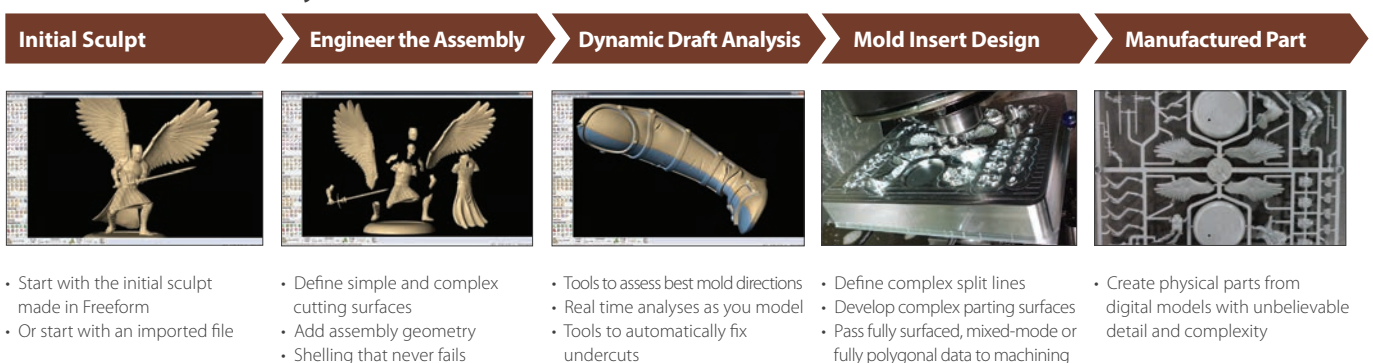 Initial Sculpt
Engineer the Assembly
Dynamic Draft Analysis
Mold Insert Design
Manufactured Part
• Start with the initial sculpt
made in Freeform
• Or start with an imported file
• Define simple and complex
cutting surfaces
• Add assembly geometry
• Shelling that never fails
• Tools to assess best mold directions
• Real time analyses as you model
• Tools to automatically fix
undercuts
• Define complex split lines
• Develop complex parting surfaces
• Pass fully surfaced, mixed-mode or
fully polygonal data to machining
• Create physical parts from
digital models with unbelievable
detail and complexity